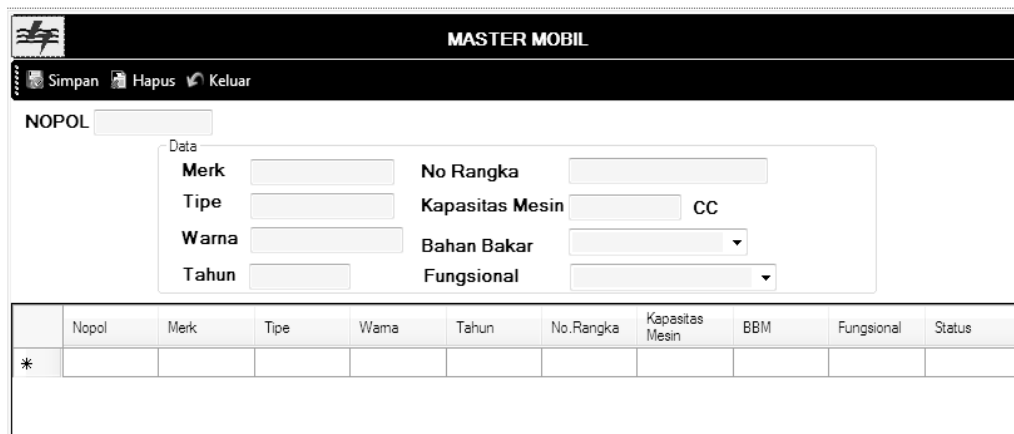 MASTER MOBIL
Simpan Hapus Keluar
NOPOL
Data
Merk No Rangka
Tipe Kapasitas Mesin CC
Warna Bahan Bakar
Tahun Fungsional
Nopol Merk Tipe Warna Tahun No.Rangka Kapasitas Mesin BBM Fungsional Status
*